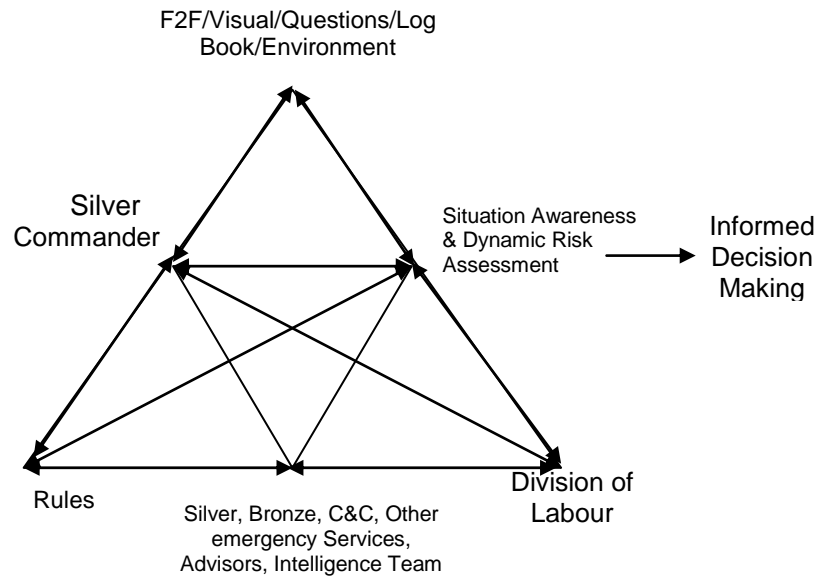 F2F/Visual/Questions/Log
Book/Environment
Silver
Commander
Situation Awareness
& Dynamic Risk
Assessment
Informed
Decision
Making
Rules
Silver, Bronze, C&C, Other
emergency Services,
Advisors, Intelligence Team
Division of
Labour